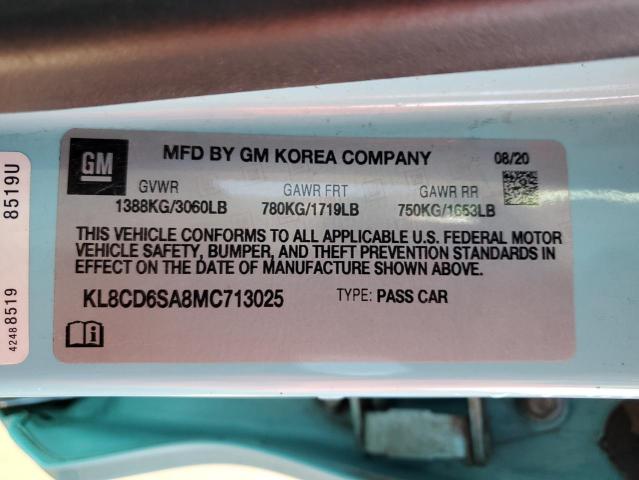 GM
MFD BY GM KOREA COMPANY 08/20
GVWR GAWR FRT GAWR RR
1388KG/3060LB 780KG/1719LB 750KG/1653LB
THIS VEHICLE CONFORMS TO ALL APPLICABLE U.S. FEDERAL MOTOR
VEHICLE SAFETY, BUMPER, AND THEFT PREVENTION STANDARDS IN
EFFECT ON THE DATE OF MANUFACTURE SHOWN ABOVE.
KL8CD6SA8MC713025 TYPE: PASS CAR
42488519 8519U